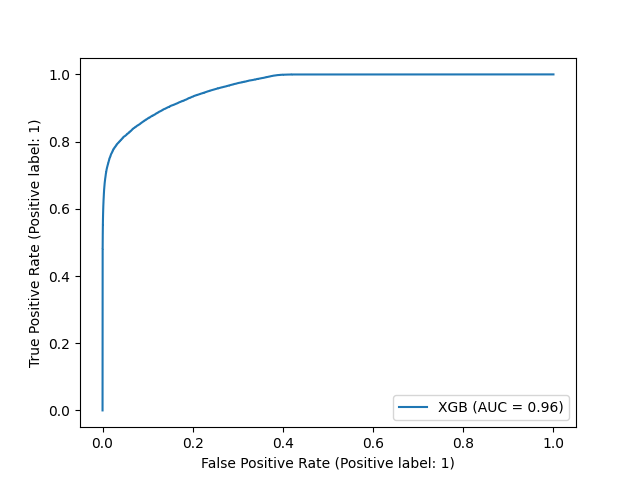 1.0
0.8
0.6
0.4
0.2
0.0
True Positive Rate (Positive label: 1)
XGB (AUC = 0.96)
0.0 0.2 0.4 0.6 0.8 1.0
False Positive Rate (Positive label: 1)